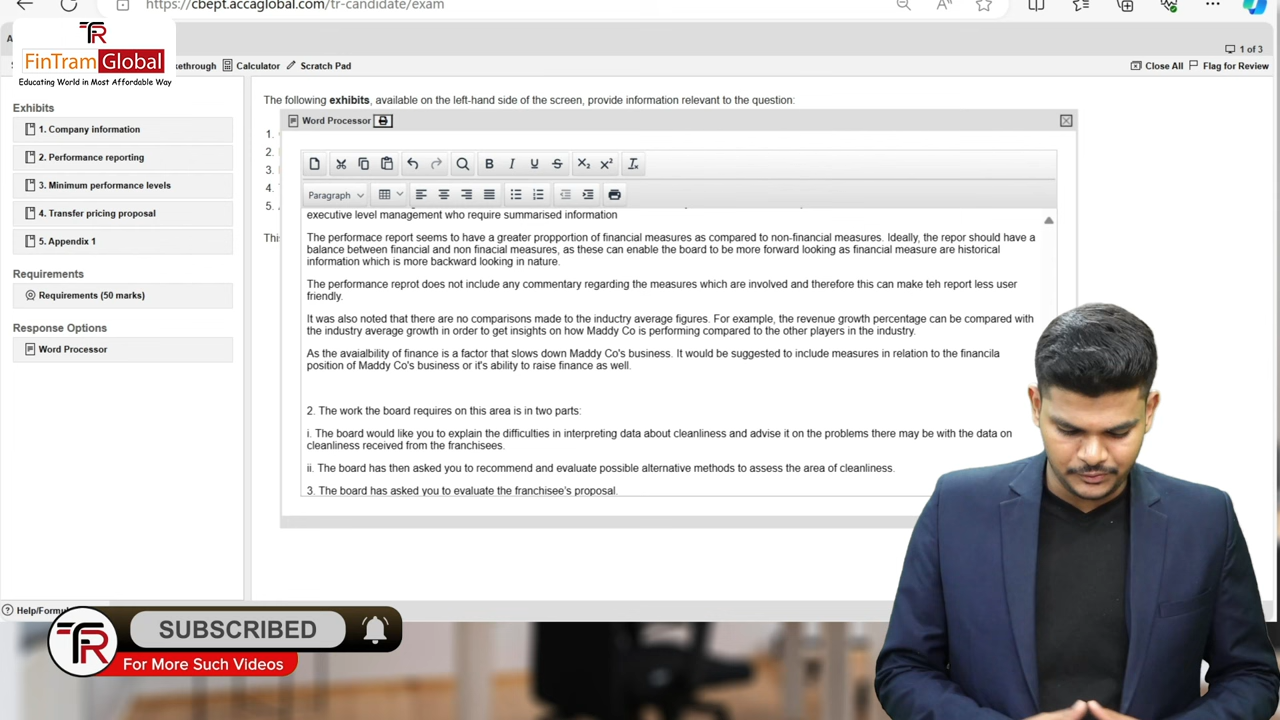 https://cbept.accaglobal.com/tr-candidate/exam
TR
FinTram Global
Educating World in Most Affordable Way
A
1 of 3
kethrough Calculator Scratch Pad
Close All Flag for Review
Exhibits
1. Company information
2. Performance reporting
3. Minimum performance levels
4. Transfer pricing proposal
5. Appendix 1
Requirements
Requirements (50 marks)
Response Options
Word Processor
The following exhibits, available on the left-hand side of the screen, provide information relevant to the question:
1.
2.
3.
4.
5.
Thi
Word Processor
Paragraph
executive level management who require summarised information
The performace report seems to have a greater propportion of financial measures as compared to non-financial measures. Ideally, the repor should have a
balance between financial and non finacial measures, as these can enable the board to be more forward looking as financial measure are historical
information which is more backward looking in nature.
The performance reprot does not include any commentary regarding the measures which are involved and therefore this can make teh report less user
friendly.
It was also noted that there are no comparisons made to the inductry average figures. For example, the revenue growth percentage can be compared with
the industry average growth in order to get insights on how Maddy Co is performing compared to the other players in the industry.
As the avaialbility of finance is a factor that slows down Maddy Co's business. It would be suggested to include measures in relation to the financila
position of Maddy Co's business or it's ability to raise finance as well.
2. The work the board requires on this area is in two parts:
i. The board would like you to explain the difficulties in interpreting data about cleanliness and advise it on the problems there may be with the data on
cleanliness received from the franchisees.
ii. The board has then asked you to recommend and evaluate possible alternative methods to assess the area of cleanliness.
3. The board has asked you to evaluate the franchisee's proposal.
Help/Formul
TR
SUBSCRIBED
For More Such Videos